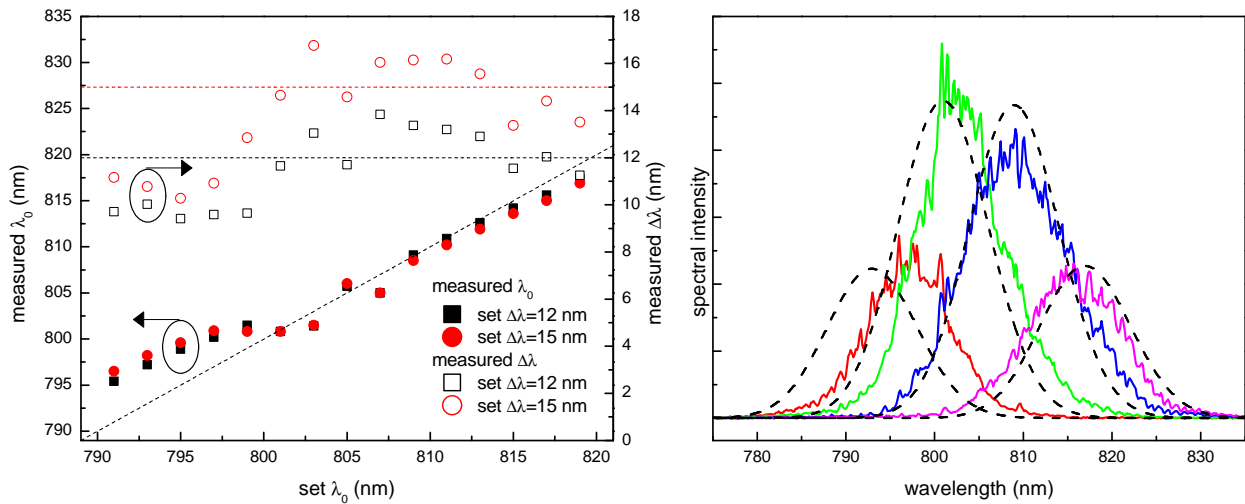 835
830
825
820
815
810
805
800
795
790
measured λ₀ (nm)
18
16
14
12
10
8
6
4
2
0
measured Δλ (nm)
measured λ₀
set Δλ=12 nm
set Δλ=15 nm
measured Δλ
set Δλ=12 nm
set Δλ=15 nm
790 795 800 805 810 815 820
set λ₀ (nm)
spectral intensity
780 790 800 810 820 830
wavelength (nm)